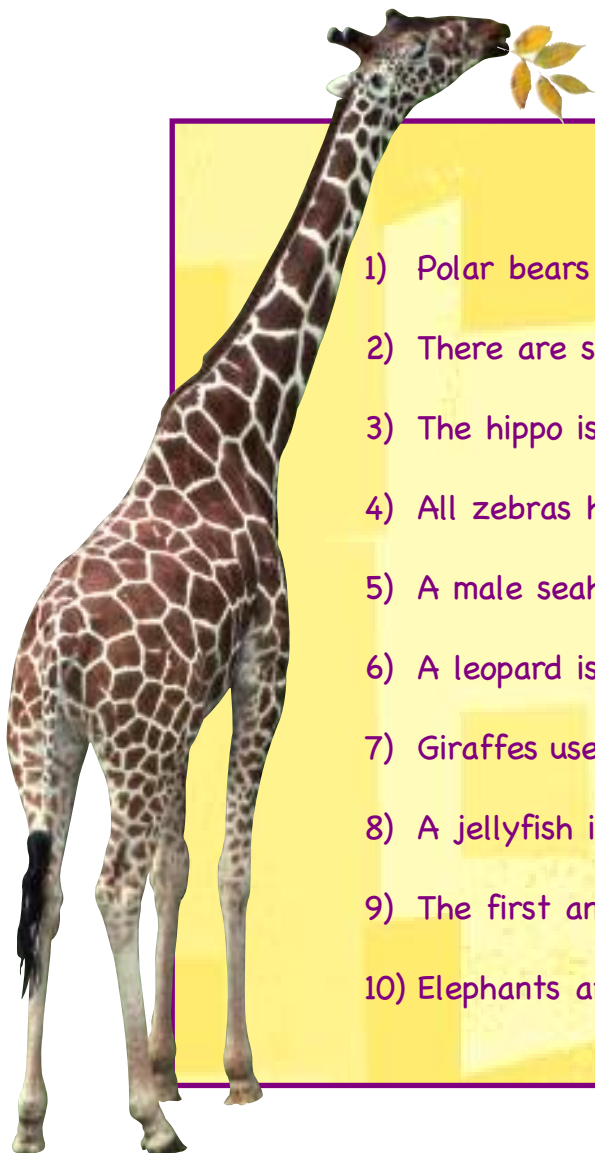 1) Polar bears
2) There are s
3) The hippo is
4) All zebras h
5) A male seah
6) A leopard is
7) Giraffes use
8) A jellyfish i
9) The first an
10) Elephants a